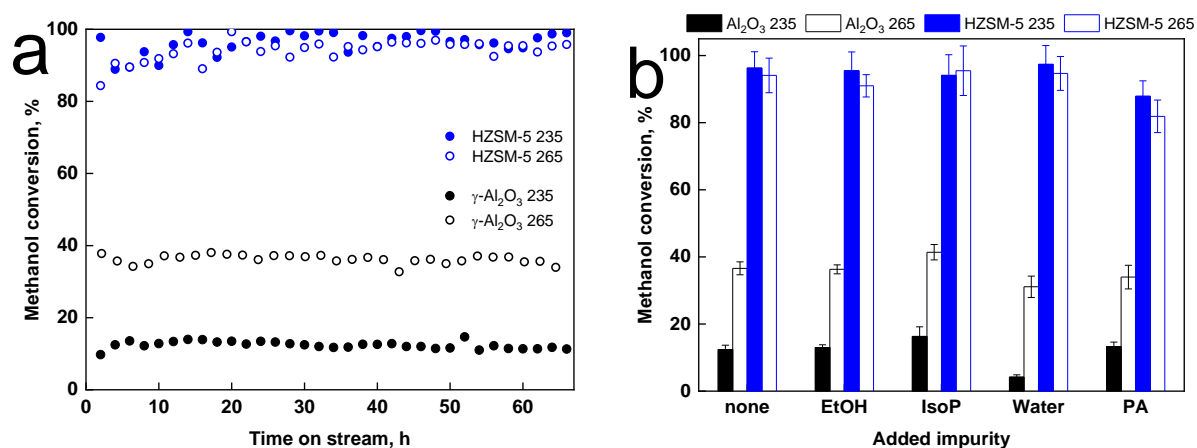 a
Methanol conversion, %
100
80
60
40
20
0
HZSM-5 235
HZSM-5 265
γ-Al₂O₃ 235
γ-Al₂O₃ 265
0 10 20 30 40 50 60
Time on stream, h
Al₂O₃ 235 Al₂O₃ 265 HZSM-5 235 HZSM-5 265
b
Methanol conversion, %
100
80
60
40
20
0
none EtOH IsoP Water PA
Added impurity